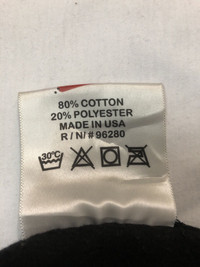 80% COTTON
20% POLYESTER
MADE IN USA
R / N/ # 96280
30°C